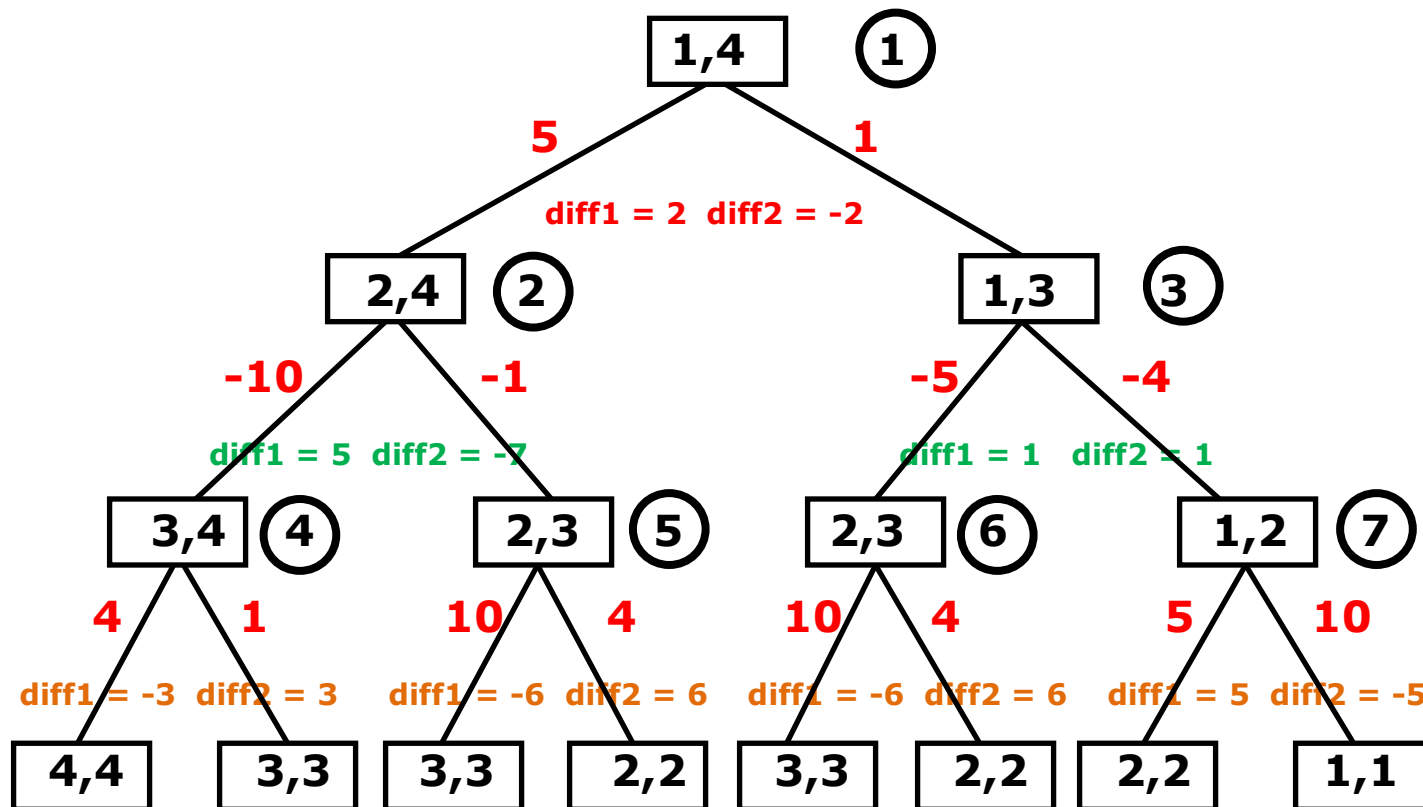 1,4 1
5 1
diff1 = 2 diff2 = -2
2,4 2 1,3 3
-10 -1 -5 -4
diff1 = 5 diff2 = -7 diff1 = 1 diff2 = 1
3,4 4 2,3 5 2,3 6 1,2 7
4 1 10 4 10 4 5 10
diff1 = -3 diff2 = 3 diff1 = -6 diff2 = 6 diff1 = -6 diff2 = 6 diff1 = 5 diff2 = -5
4,4 3,3 3,3 2,2 3,3 2,2 2,2 1,1